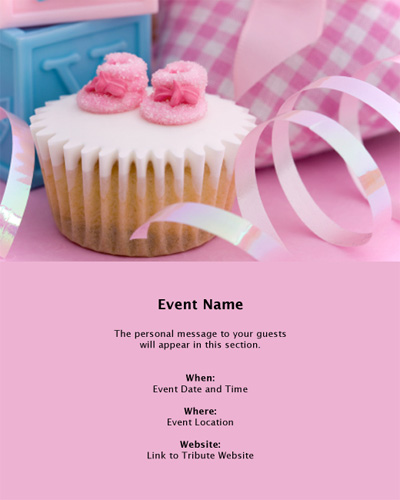 Event Name
The personal message to your guests
will appear in this section.
When:
Event Date and Time
Where:
Event Location
Website:
Link to Tribute Website